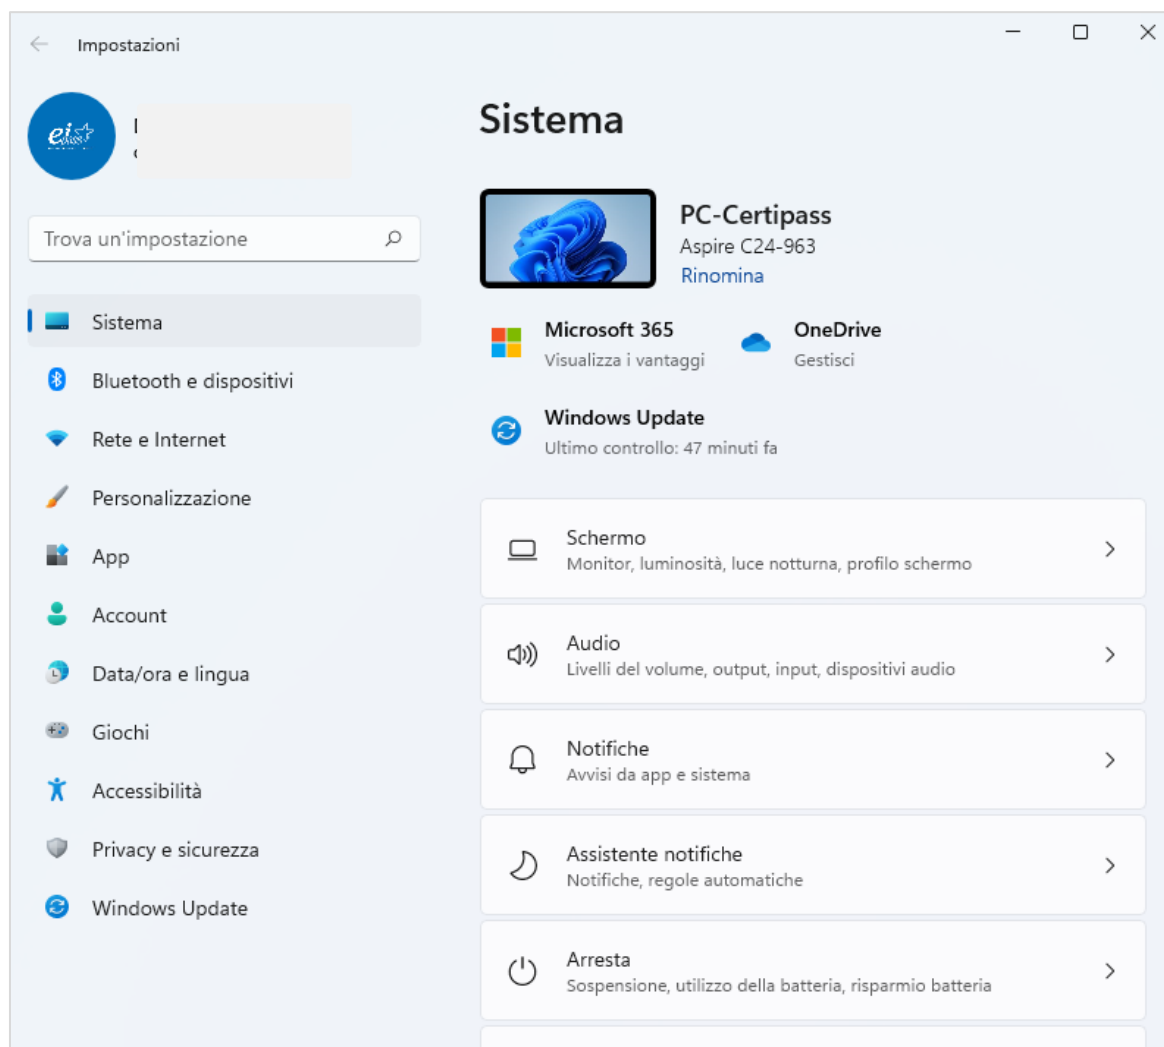 Impostazioni
ei
Trova un'impostazione
Sistema
Bluetooth e dispositivi
Rete e Internet
Personalizzazione
App
Account
Data/ora e lingua
Giochi
Accessibilità
Privacy e sicurezza
Windows Update
Sistema
PC-Certipass
Aspire C24-963
Rinomina
Microsoft 365
Visualizza i vantaggi
OneDrive
Gestisci
Windows Update
Ultimo controllo: 47 minuti fa
Schermo
Monitor, luminosità, luce notturna, profilo schermo
Audio
Livelli del volume, output, input, dispositivi audio
Notifiche
Avvisi da app e sistema
Assistente notifiche
Notifiche, regole automatiche
Arresta
Sospensione, utilizzo della batteria, risparmio batteria